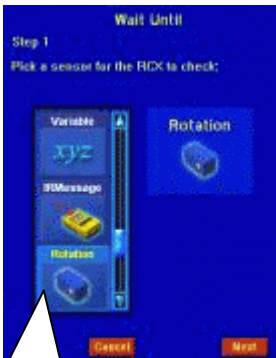 Wait Until
Step 1
Pick a sensor for the RCX to check:
Variable
xyz
IRMessage
Rotation
Rotation
Cancel
Next